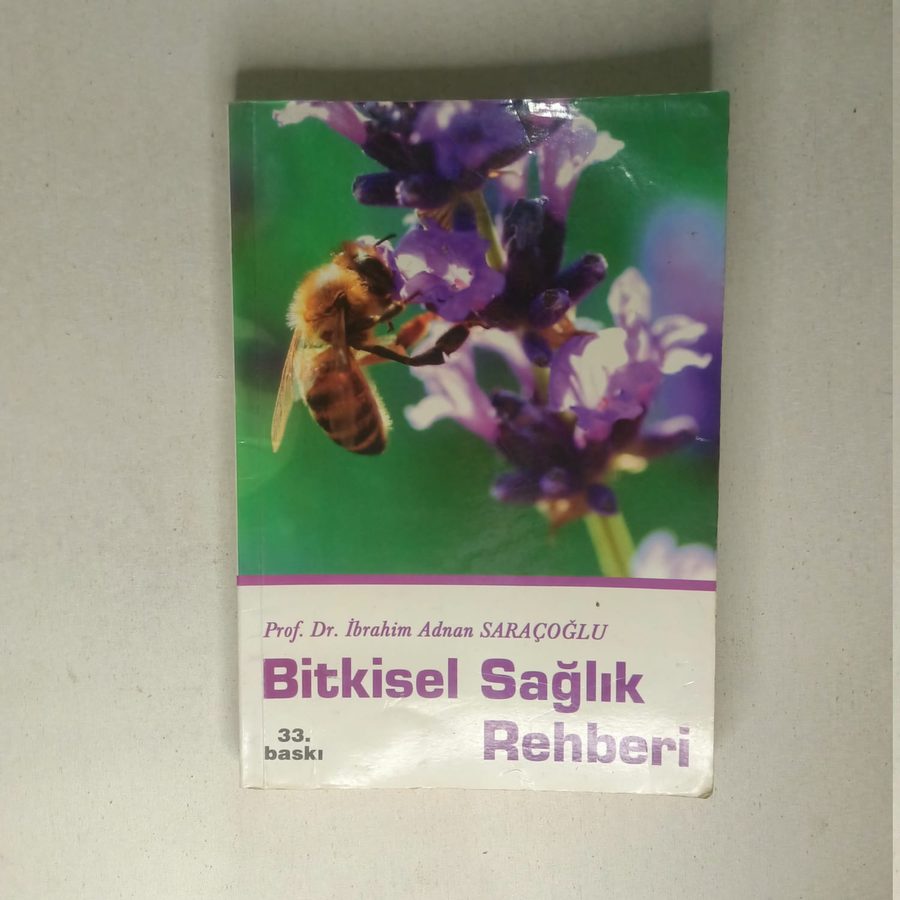 Prof. Dr. İbrahim Adnan SARAÇOĞLU
Bitkisel Sağlık
Rehberi
33.
baskı